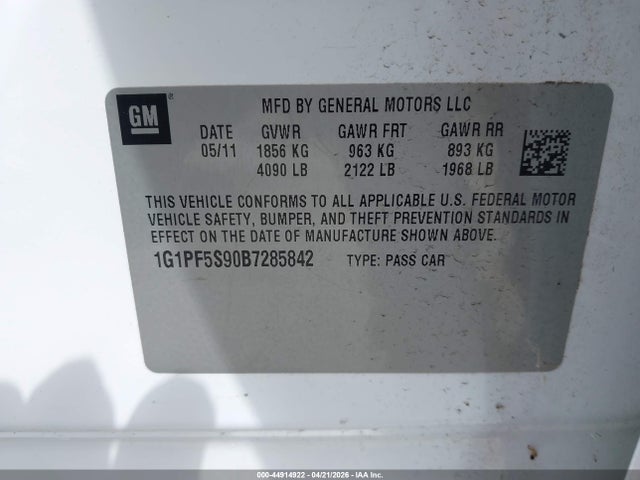 GM ® MFD BY GENERAL MOTORS LLC
DATE GVWR GAWR FRT GAWR RR
05/11 1856 KG 963 KG 893 KG
4090 LB 2122 LB 1968 LB
THIS VEHICLE CONFORMS TO ALL APPLICABLE U.S. FEDERAL MOTOR
VEHICLE SAFETY, BUMPER, AND THEFT PREVENTION STANDARDS IN
EFFECT ON THE DATE OF MANUFACTURE SHOWN ABOVE.
1G1PF5S90B7285842 TYPE: PASS CAR
000-44914922 - 04/21/2026 - COPYRIGHT © IAA, LLC